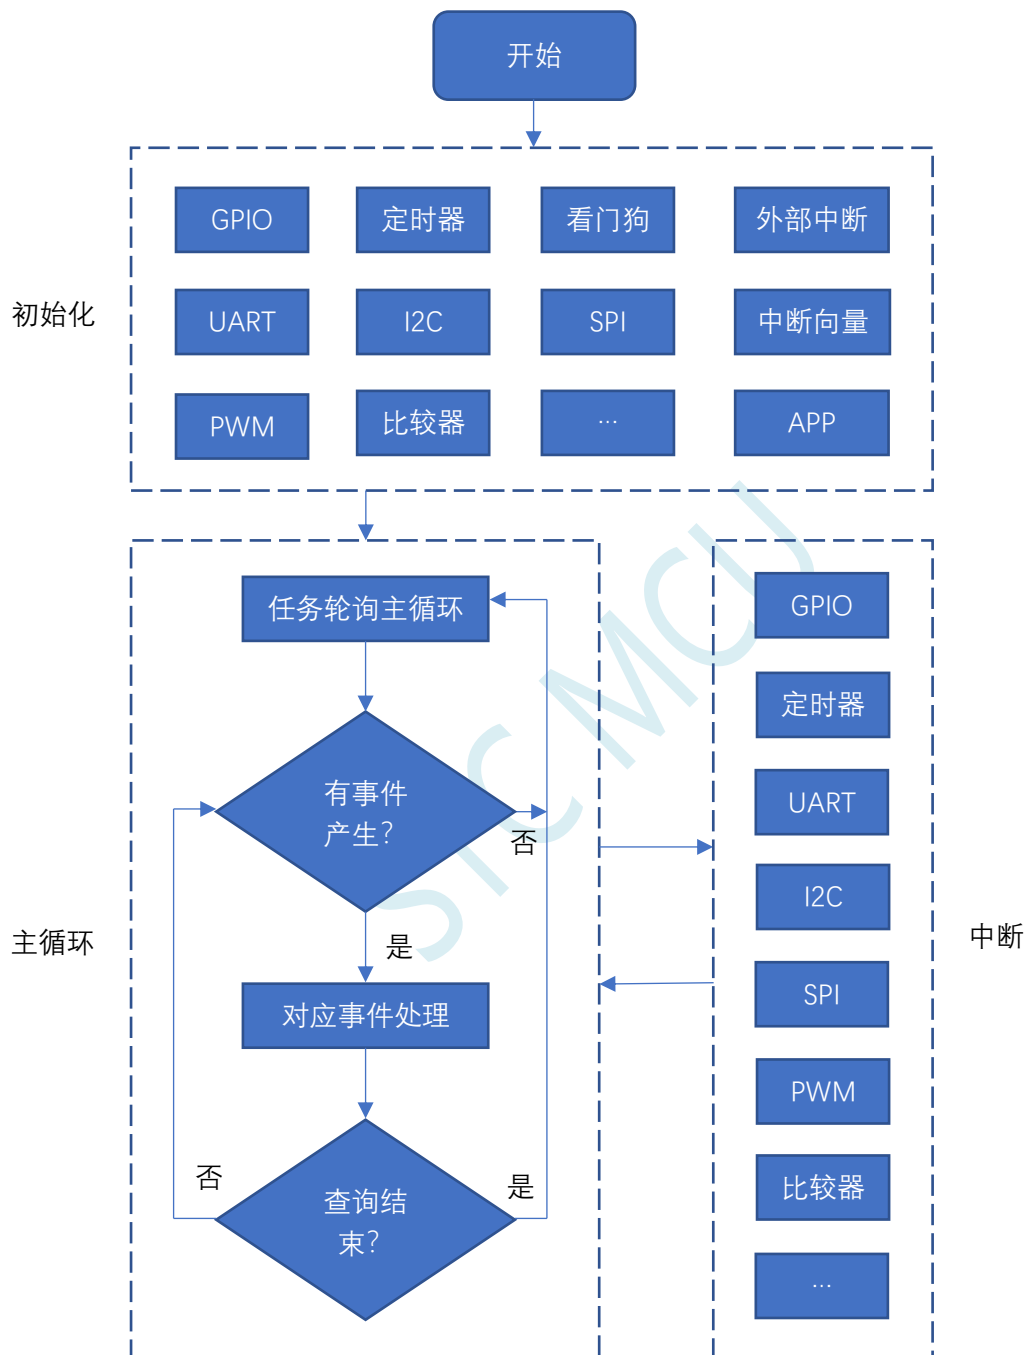 开始
GPIO
定时器
看门狗
外部中断
初始化
UART
I2C
SPI
中断向量
PWM
比较器
...
APP
任务轮询主循环
有事件
产生?
否
是
对应事件处理
否
查询结
束?
是
主循环
GPIO
定时器
UART
I2C
SPI
PWM
比较器
...
中断
STC MCU